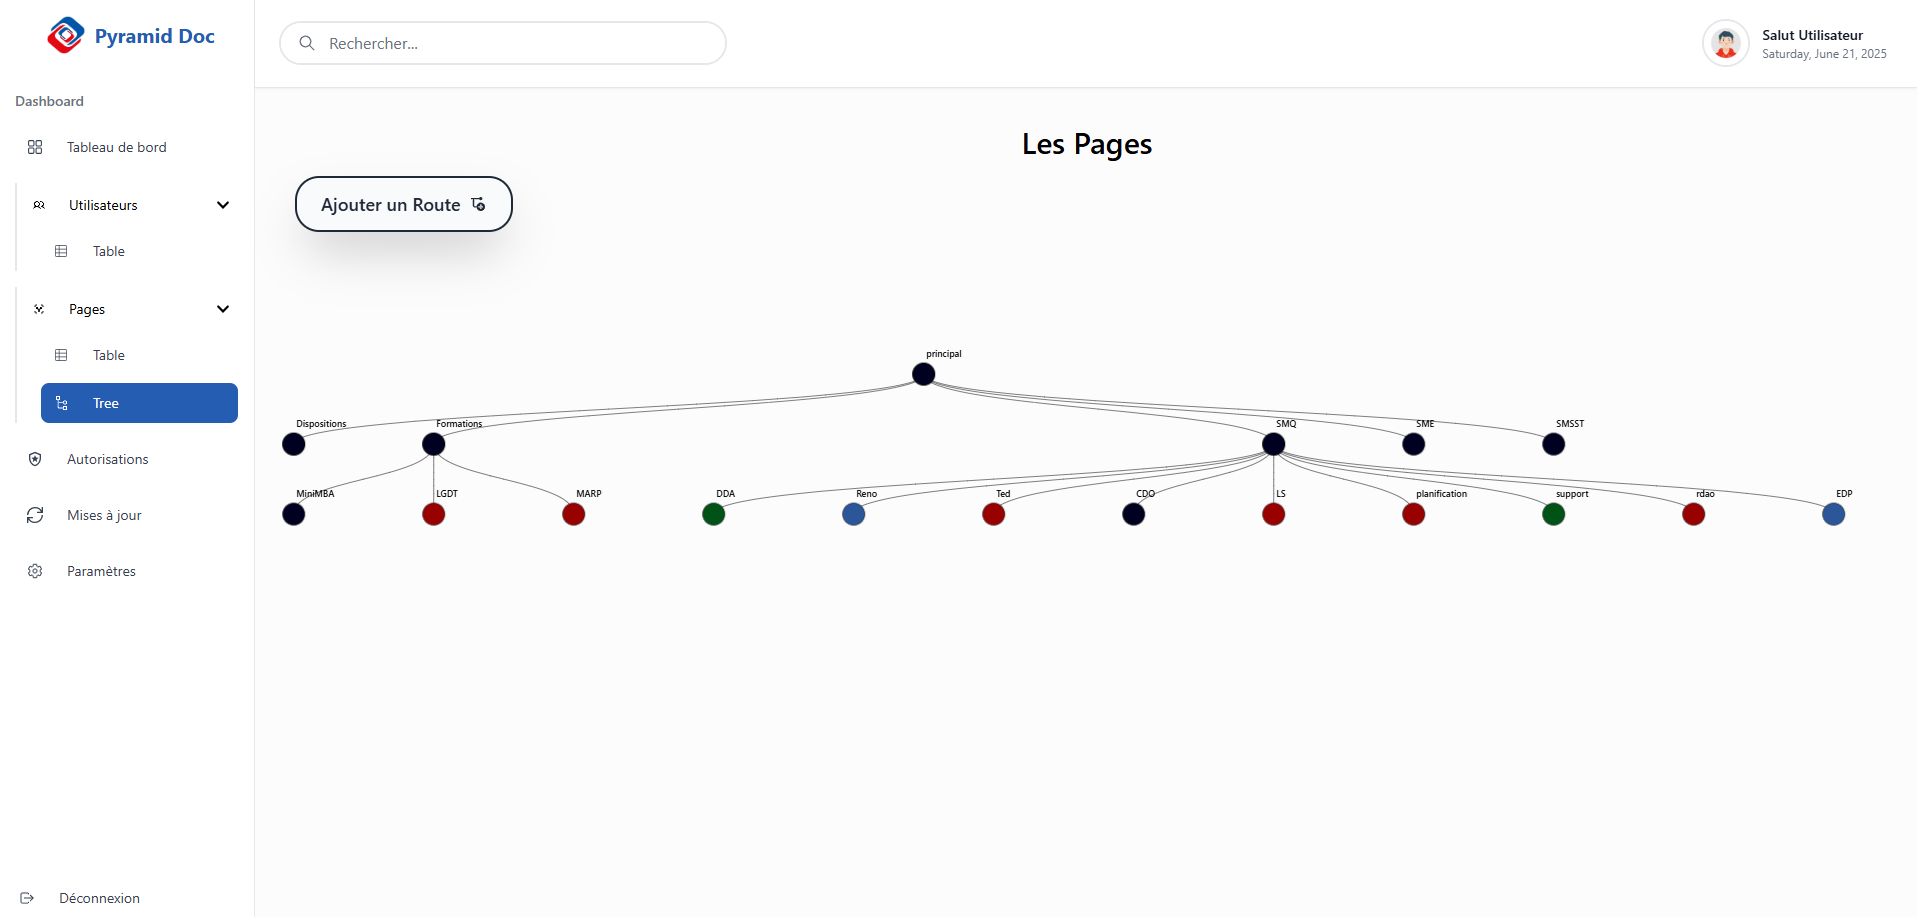 Pyramid Doc
Rechercher...
Salut Utilisateur
Saturday, June 21, 2025
Dashboard
Tableau de bord
Utilisateurs
Table
Pages
Table
Tree
Autorisations
Mises à jour
Paramètres
Déconnexion
Les Pages
Ajouter un Route
principal
Dispositions
Formations
SMQ
SME
SMSST
MiniMBA
LGDT
MARP
DDA
Reno
Ted
CDO
LS
planification
support
rdao
EDP